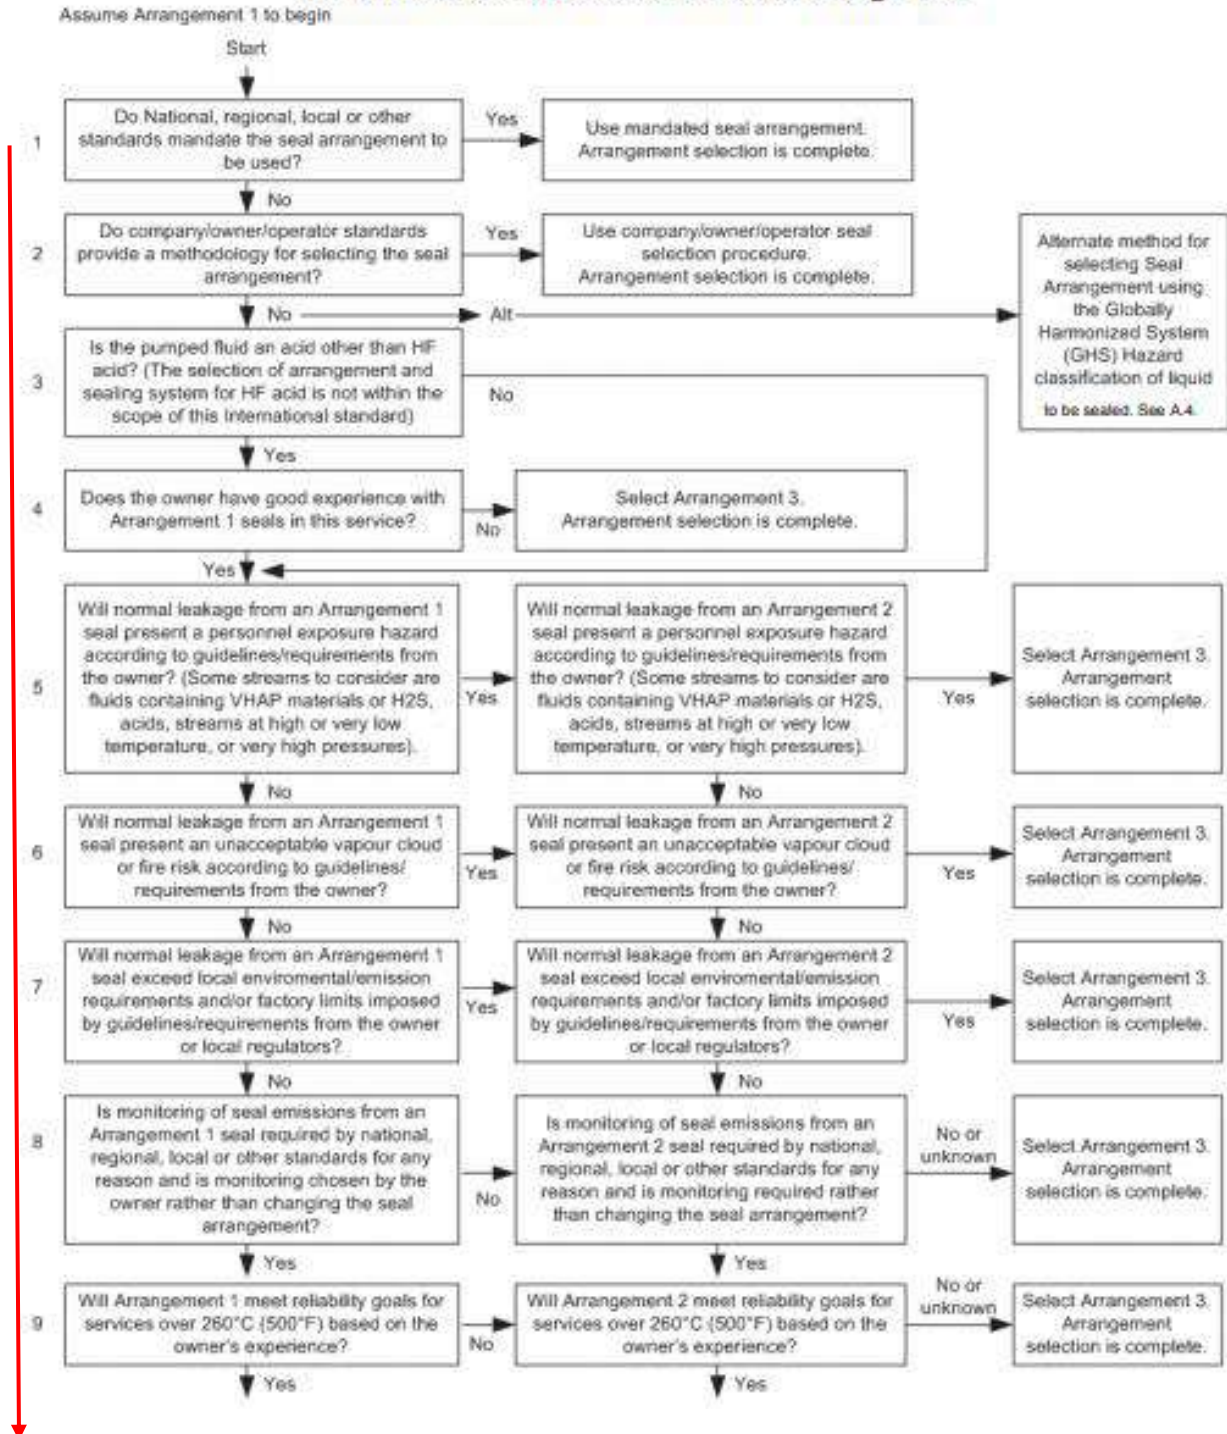 Assume Arrangement 1 to begin
Start
1
Do National, regional, local or other
standards mandate the seal arrangement to
be used?
Yes
Use mandated seal arrangement.
Arrangement selection is complete.
No
2
Do company/owner/operator standards
provide a methodology for selecting the seal
arrangement?
Yes
Use company/owner/operator seal
selection procedure.
Arrangement selection is complete.
Alternate method for
selecting Seal
Arrangement using
the Globally
Harmonized System
(GHS) Hazard
classification of liquid
to be sealed. See A.4.
No
Alt
3
Is the pumped fluid an acid other than HF
acid? (The selection of arrangement and
sealing system for HF acid is not within the
scope of this International standard)
No
Yes
4
Does the owner have good experience with
Arrangement 1 seals in this service?
No
Select Arrangement 3.
Arrangement selection is complete.
Yes
5
Will normal leakage from an Arrangement 1
seal present a personnel exposure hazard
according to guidelines/requirements from
the owner? (Some streams to consider are
fluids containing VHAP materials or H2S,
acids, streams at high or very low
temperature, or very high pressures).
Yes
Will normal leakage from an Arrangement 2
seal present a personnel exposure hazard
according to guidelines/requirements from
the owner? (Some streams to consider are
fluids containing VHAP materials or H2S,
acids, streams at high or very low
temperature, or very high pressures).
Yes
Select Arrangement 3.
Arrangement
selection is complete.
No
No
6
Will normal leakage from an Arrangement 1
seal present an unacceptable vapour cloud
or fire risk according to guidelines/
requirements from the owner?
Yes
Will normal leakage from an Arrangement 2
seal present an unacceptable vapour cloud
or fire risk according to guidelines/
requirements from the owner?
Yes
Select Arrangement 3.
Arrangement
selection is complete.
No
No
7
Will normal leakage from an Arrangement 1
seal exceed local enviromental/emission
requirements and/or factory limits imposed
by guidelines/requirements from the owner
or local regulators?
Yes
Will normal leakage from an Arrangement 2
seal exceed local enviromental/emission
requirements and/or factory limits imposed
by guidelines/requirements from the owner
or local regulators?
Yes
Select Arrangement 3.
Arrangement
selection is complete.
No
No
8
Is monitoring of seal emissions from an
Arrangement 1 seal required by national,
regional, local or other standards for any
reason and is monitoring chosen by the
owner rather than changing the seal
arrangement?
No
Is monitoring of seal emissions from an
Arrangement 2 seal required by national,
regional, local or other standards for any
reason and is monitoring required rather
than changing the seal arrangement?
No or
unknown
Select Arrangement 3.
Arrangement
selection is complete.
Yes
Yes
9
Will Arrangement 1 meet reliability goals for
services over 260°C (500°F) based on the
owner's experience?
No
Will Arrangement 2 meet reliability goals for
services over 260°C (500°F) based on the
owner's experience?
No or
unknown
Select Arrangement 3.
Arrangement
selection is complete.
Yes
Yes